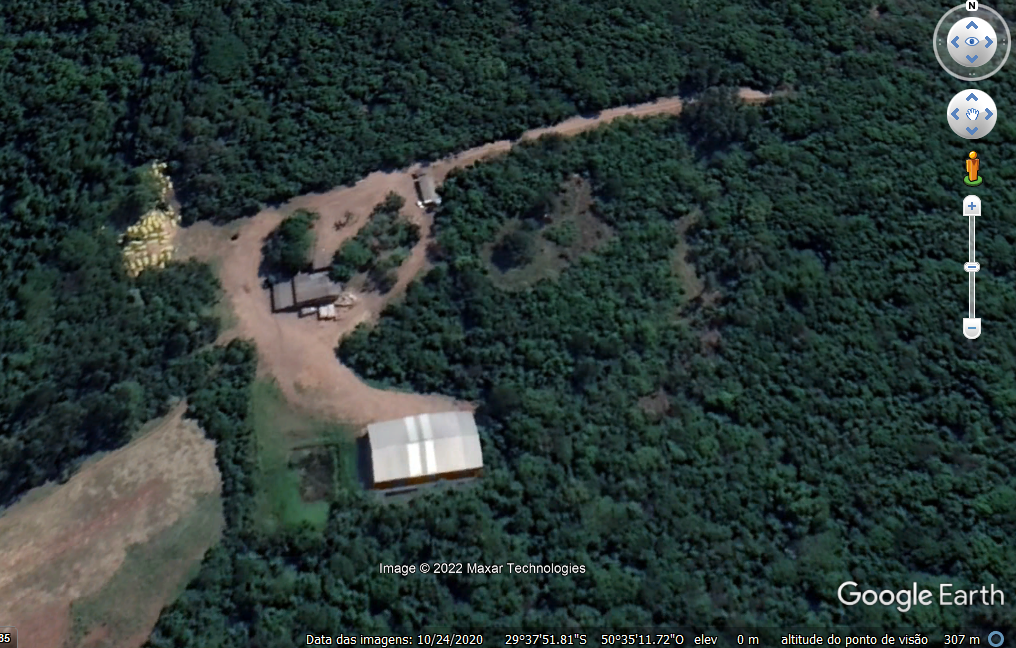 N
Image © 2022 Maxar Technologies
Google Earth
35
Data das imagens: 10/24/2020 29°37'51.81"S 50°35'11.72"O elev 0 m altitude do ponto de visão 307 m